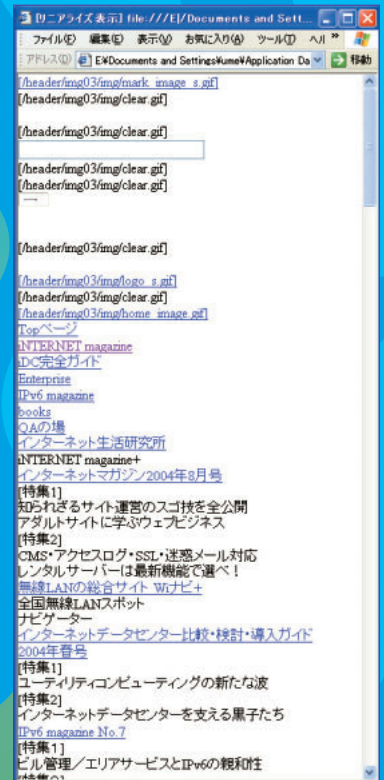 [リニアライズ表示] file:///E|/Documents and Sett...
ファイル(F) 編集(E) 表示(V) お気に入り(A) ツール(T) ヘル »
アドレス(D) E¥Documents and Settings¥ume¥Application Da 移動
[/header/img03/img/mark_image_s.gif]
[/header/img03/img/clear.gif]
[/header/img03/img/clear.gif]
[/header/img03/img/clear.gif]
[/header/img03/img/clear.gif]
[/header/img03/img/clear.gif]
[/header/img03/img/logo_s.gif]
[/header/img03/img/clear.gif]
[/header/img03/img/home_image.gif]
Topページ
iNTERNET magazine
iDC完全ガイド
Enterprise
IPv6 magazine
books
QAの場
インターネット生活研究所
iNTERNET magazine+
インターネットマガジン2004年8月号
[特集1]
知られざるサイト運営のスゴ技を全公開
アダルトサイトに学ぶウェブビジネス
[特集2]
CMS・アクセスログ・SSL・迷惑メール対応
レンタルサーバーは最新機能で選べ！
無線LANの総合サイト Wiナビ+
全国無線LANスポット
ナビゲーター
インターネットデータセンター比較・検討・導入ガイド
2004年春号
[特集1]
ユーティリティコンピューティングの新たな波
[特集2]
インターネットデータセンターを支える黒子たち
IPv6 magazine No.7
[特集1]
ビル管理／エリアサービスとIPv6の親和性